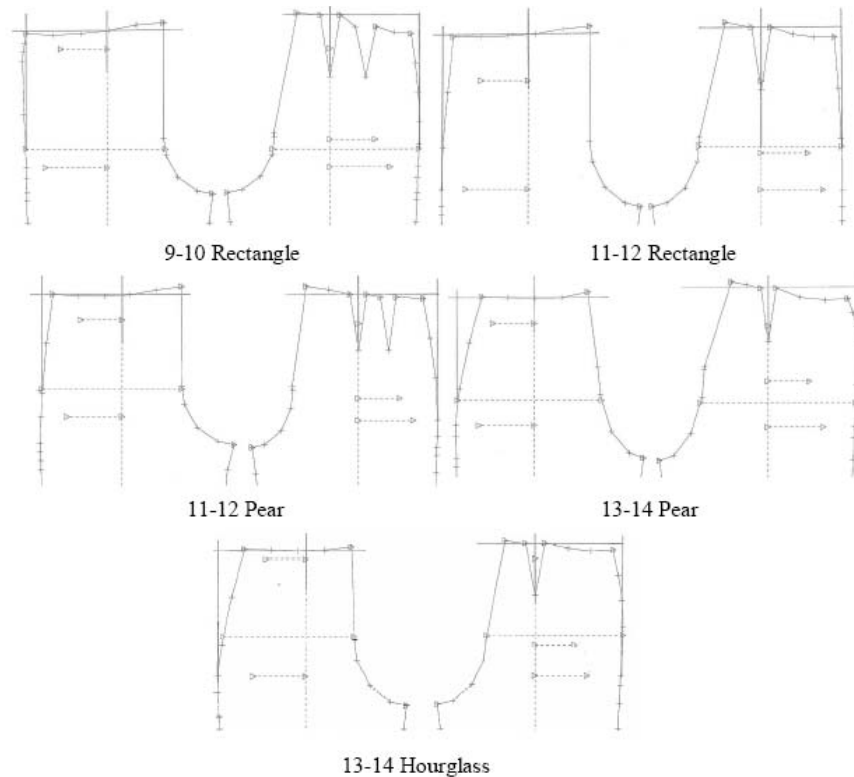 9-10 Rectangle
11-12 Rectangle
11-12 Pear
13-14 Pear
13-14 Hourglass